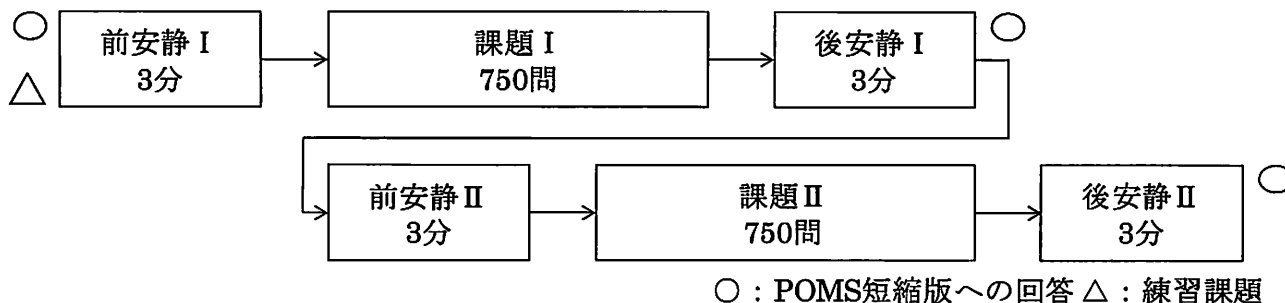 前安静Ⅰ
3分
課題Ⅰ
750問
後安静Ⅰ
3分
前安静Ⅱ
3分
課題Ⅱ
750問
後安静Ⅱ
3分
○：POMS短縮版への回答 △：練習課題